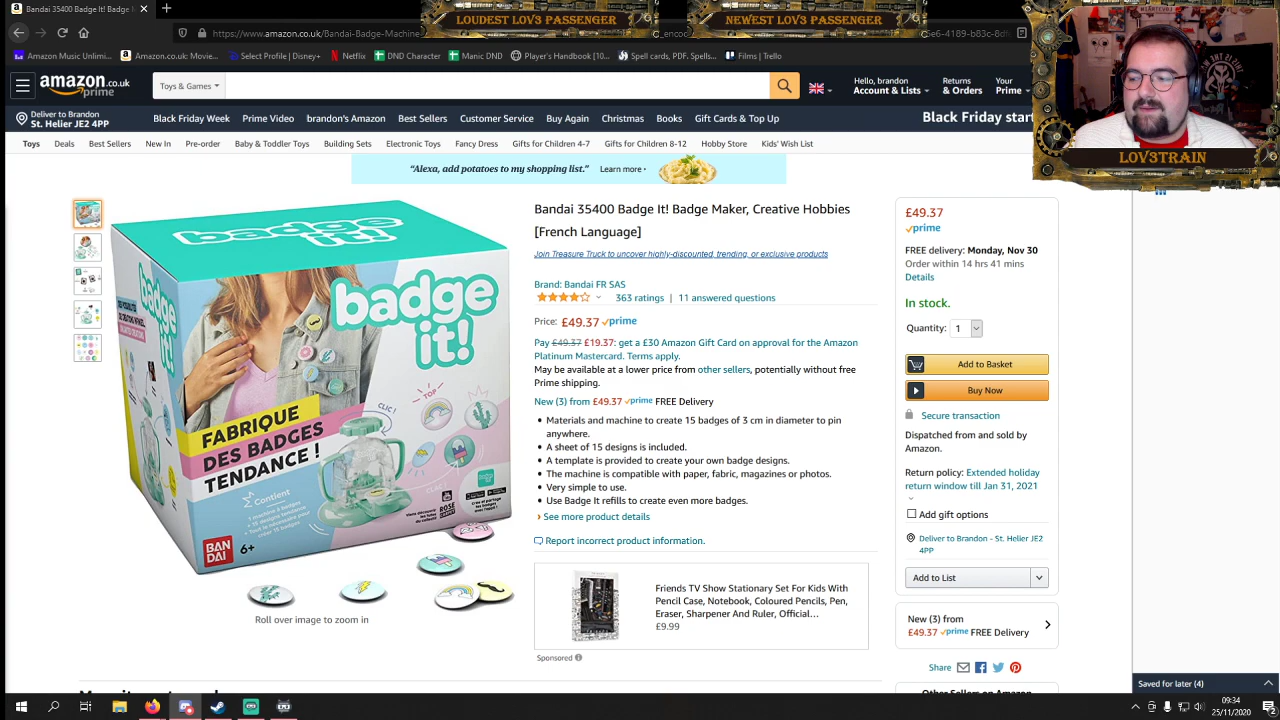 Bandai 35400 Badge It! Badge M
LOUDEST LOV3 PASSENGER
NEWEST LOV3 PASSENGER
https://www.amazon.co.uk/Bandai-Badge-Machine
Amazon Music Unlimi...
Amazon.co.uk: Movie...
Select Profile | Disney+
Netflix
DND Character
Manic DND
[Player's Handbook [10...
Spell cards, PDF. Spells...
Films | Trello
amazon.co.uk
prime
Toys & Games
Hello, brandon
Account & Lists
Returns
& Orders
Your
Prime
Deliver to Brandon
St. Helier JE2 4PP
Black Friday Week
Prime Video
brandon's Amazon
Best Sellers
Customer Service
Buy Again
Christmas
Books
Gift Cards & Top Up
Black Friday start
Toys
Deals
Best Sellers
New In
Pre-order
Baby & Toddler Toys
Building Sets
Electronic Toys
Fancy Dress
Gifts for Children 4-7
Gifts for Children 8-12
Hobby Store
Kids' Wish List
LOV3TRAIN
"Alexa, add potatoes to my shopping list."
Learn more ›
badge it!
badge
it!
FABRIQUE
DES BADGES
TENDANCE !
TOP
CLIC !
CLAC !
Contient
BAN
DAI
6+
Roll over image to zoom in
Bandai 35400 Badge It! Badge Maker, Creative Hobbies
[French Language]
Join Treasure Truck to uncover highly-discounted, trending, or exclusive products
Brand: Bandai FR SAS
363 ratings | 11 answered questions
Price: £49.37 prime
Pay £49.37 £19.37: get a £30 Amazon Gift Card on approval for the Amazon
Platinum Mastercard. Terms apply.
May be available at a lower price from other sellers, potentially without free
Prime shipping.
New (3) from £49.37 prime FREE Delivery
• Materials and machine to create 15 badges of 3 cm in diameter to pin
anywhere.
• A sheet of 15 designs is included.
• A template is provided to create your own badge designs.
• The machine is compatible with paper, fabric, magazines or photos.
• Very simple to use.
• Use Badge It refills to create even more badges.
› See more product details
Report incorrect product information.
Friends TV Show Stationary Set For Kids With
Pencil Case, Notebook, Coloured Pencils, Pen,
Eraser, Sharpener And Ruler, Official...
£9.99
Sponsored
£49.37
prime
FREE delivery: Monday, Nov 30
Order within 14 hrs 41 mins
Details
In stock.
Quantity: 1
Add to Basket
Buy Now
Secure transaction
Dispatched from and sold by
Amazon.
Return policy: Extended holiday
return window till Jan 31, 2021
Add gift options
Deliver to Brandon - St. Helier JE2
4PP
Add to List
New (3) from
£49.37 prime FREE Delivery
Share
Other Sellers on Amazon
Saved for later (4)
09:34
25/11/2020